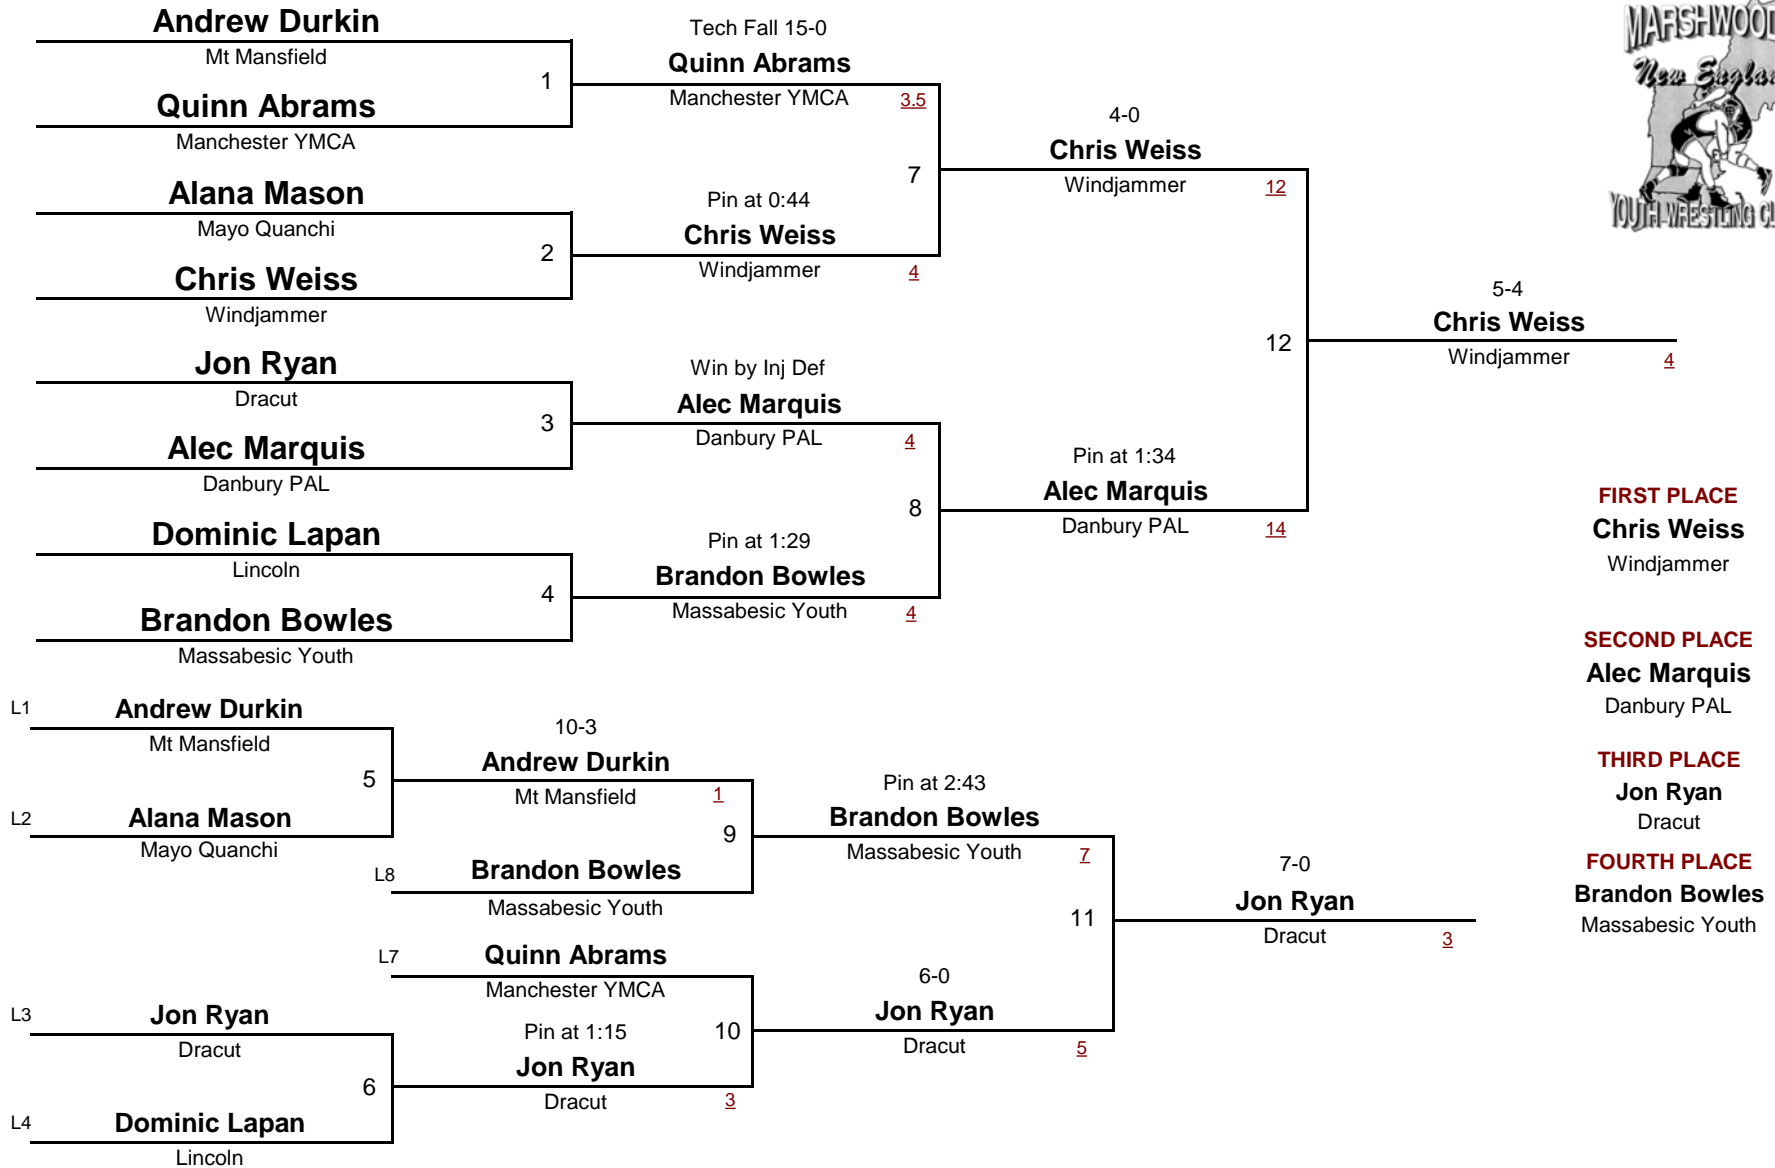 Andrew Durkin
Mt Mansfield
1
Quinn Abrams
Manchester YMCA
Tech Fall 15-0
Quinn Abrams
Manchester YMCA
3.5
Alana Mason
Mayo Quanchi
2
Chris Weiss
Windjammer
Pin at 0:44
Chris Weiss
Windjammer
4
7
4-0
Chris Weiss
Windjammer
12
Jon Ryan
Dracut
3
Alec Marquis
Danbury PAL
Win by Inj Def
Alec Marquis
Danbury PAL
4
Dominic Lapan
Lincoln
4
Brandon Bowles
Massabesic Youth
Pin at 1:29
Brandon Bowles
Massabesic Youth
4
8
Pin at 1:34
Alec Marquis
Danbury PAL
14
12
5-4
Chris Weiss
Windjammer
4
New
YOUTH WRESTLING
FIRST PLACE
Chris Weiss
Windjammer
SECOND PLACE
Alec Marquis
Danbury PAL
THIRD PLACE
Jon Ryan
Dracut
FOURTH PLACE
Brandon Bowles
Massabesic Youth
L1
Andrew Durkin
Mt Mansfield
5
L2
Alana Mason
Mayo Quanchi
10-3
Andrew Durkin
Mt Mansfield
1
9
L8
Brandon Bowles
Massabesic Youth
Pin at 2:43
Brandon Bowles
Massabesic Youth
7
L7
Quinn Abrams
Manchester YMCA
10
L3
Jon Ryan
Dracut
6
L4
Dominic Lapan
Lincoln
Pin at 1:15
Jon Ryan
Dracut
3
6-0
Jon Ryan
Dracut
5
11
7-0
Jon Ryan
Dracut
3